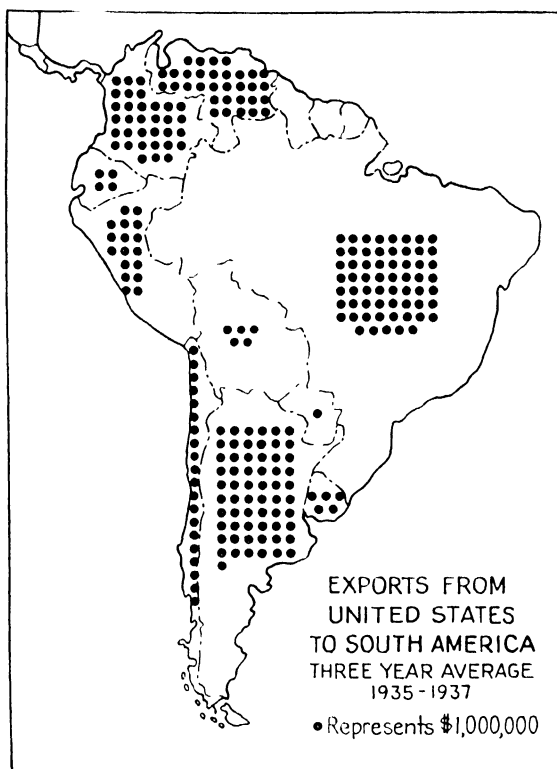 EXPORTS FROM
UNITED STATES
TO SOUTH AMERICA
THREE YEAR AVERAGE
1935-1937
Represents $1,000,000